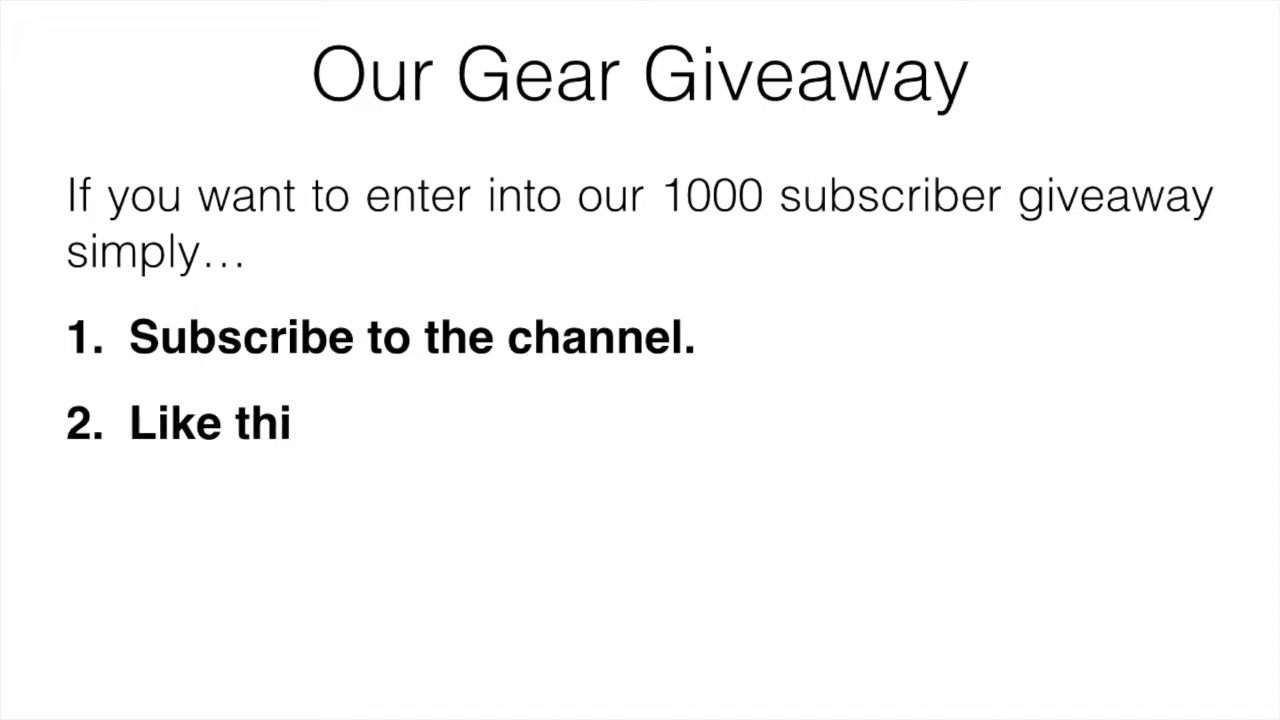 Our Gear Giveaway
If you want to enter into our 1000 subscriber giveaway
simply…
1. Subscribe to the channel.
2. Like thi